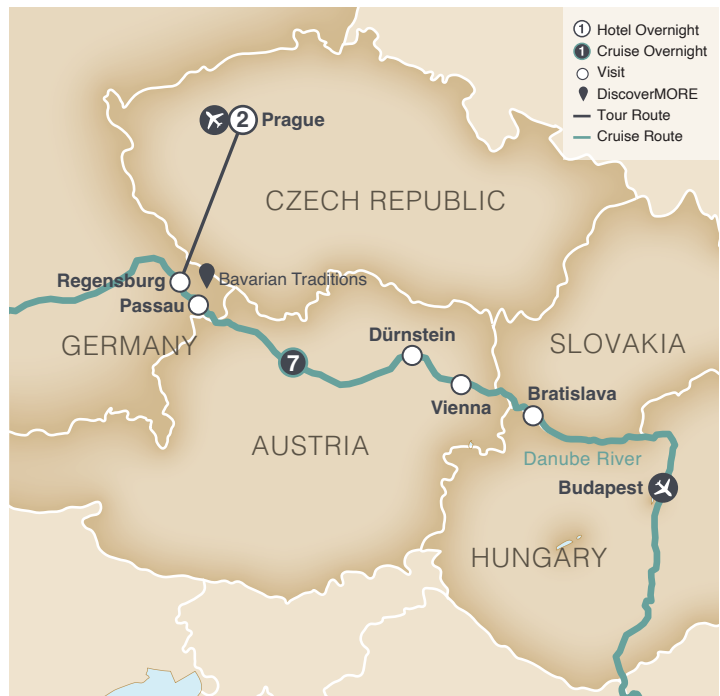 1 Hotel Overnight
1 Cruise Overnight
Visit
DiscoverMORE
Tour Route
Cruise Route
2 Prague
CZECH REPUBLIC
Regensburg
Bavarian Traditions
Passau
GERMANY
7
Dürnstein
SLOVAKIA
Vienna
Bratislava
AUSTRIA
Danube River
Budapest
HUNGARY